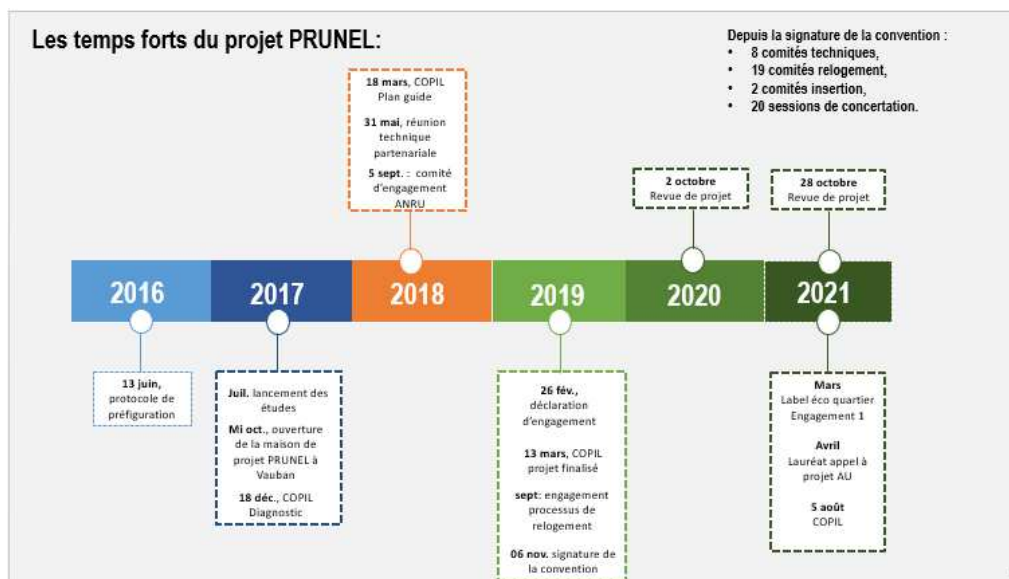 Les temps forts du projet PRUNEL:
Depuis la signature de la convention :
• 8 comités techniques,
• 19 comités relogement,
• 2 comités insertion,
• 20 sessions de concertation.
18 mars, COPIL
Plan guide
31 mai, réunion
technique
partenariale
5 sept. : comité
d'engagement
ANRU
2 octobre
Revue de projet
28 octobre
Revue de projet
2016
2017
2018
2019
2020
2021
13 juin,
protocole de
préfiguration
Juil. lancement des
études
Mi oct., ouverture
de la maison de
projet PRUNEL à
Vauban
18 déc., COPIL
Diagnostic
26 fév.,
déclaration
d'engagement
13 mars, COPIL
projet finalisé
sept: engagement
processus de
relogement
06 nov. signature de
la convention
Mars
Label éco quartier
Engagement 1
Avril
Lauréat appel à
projet AU
5 août
COPIL